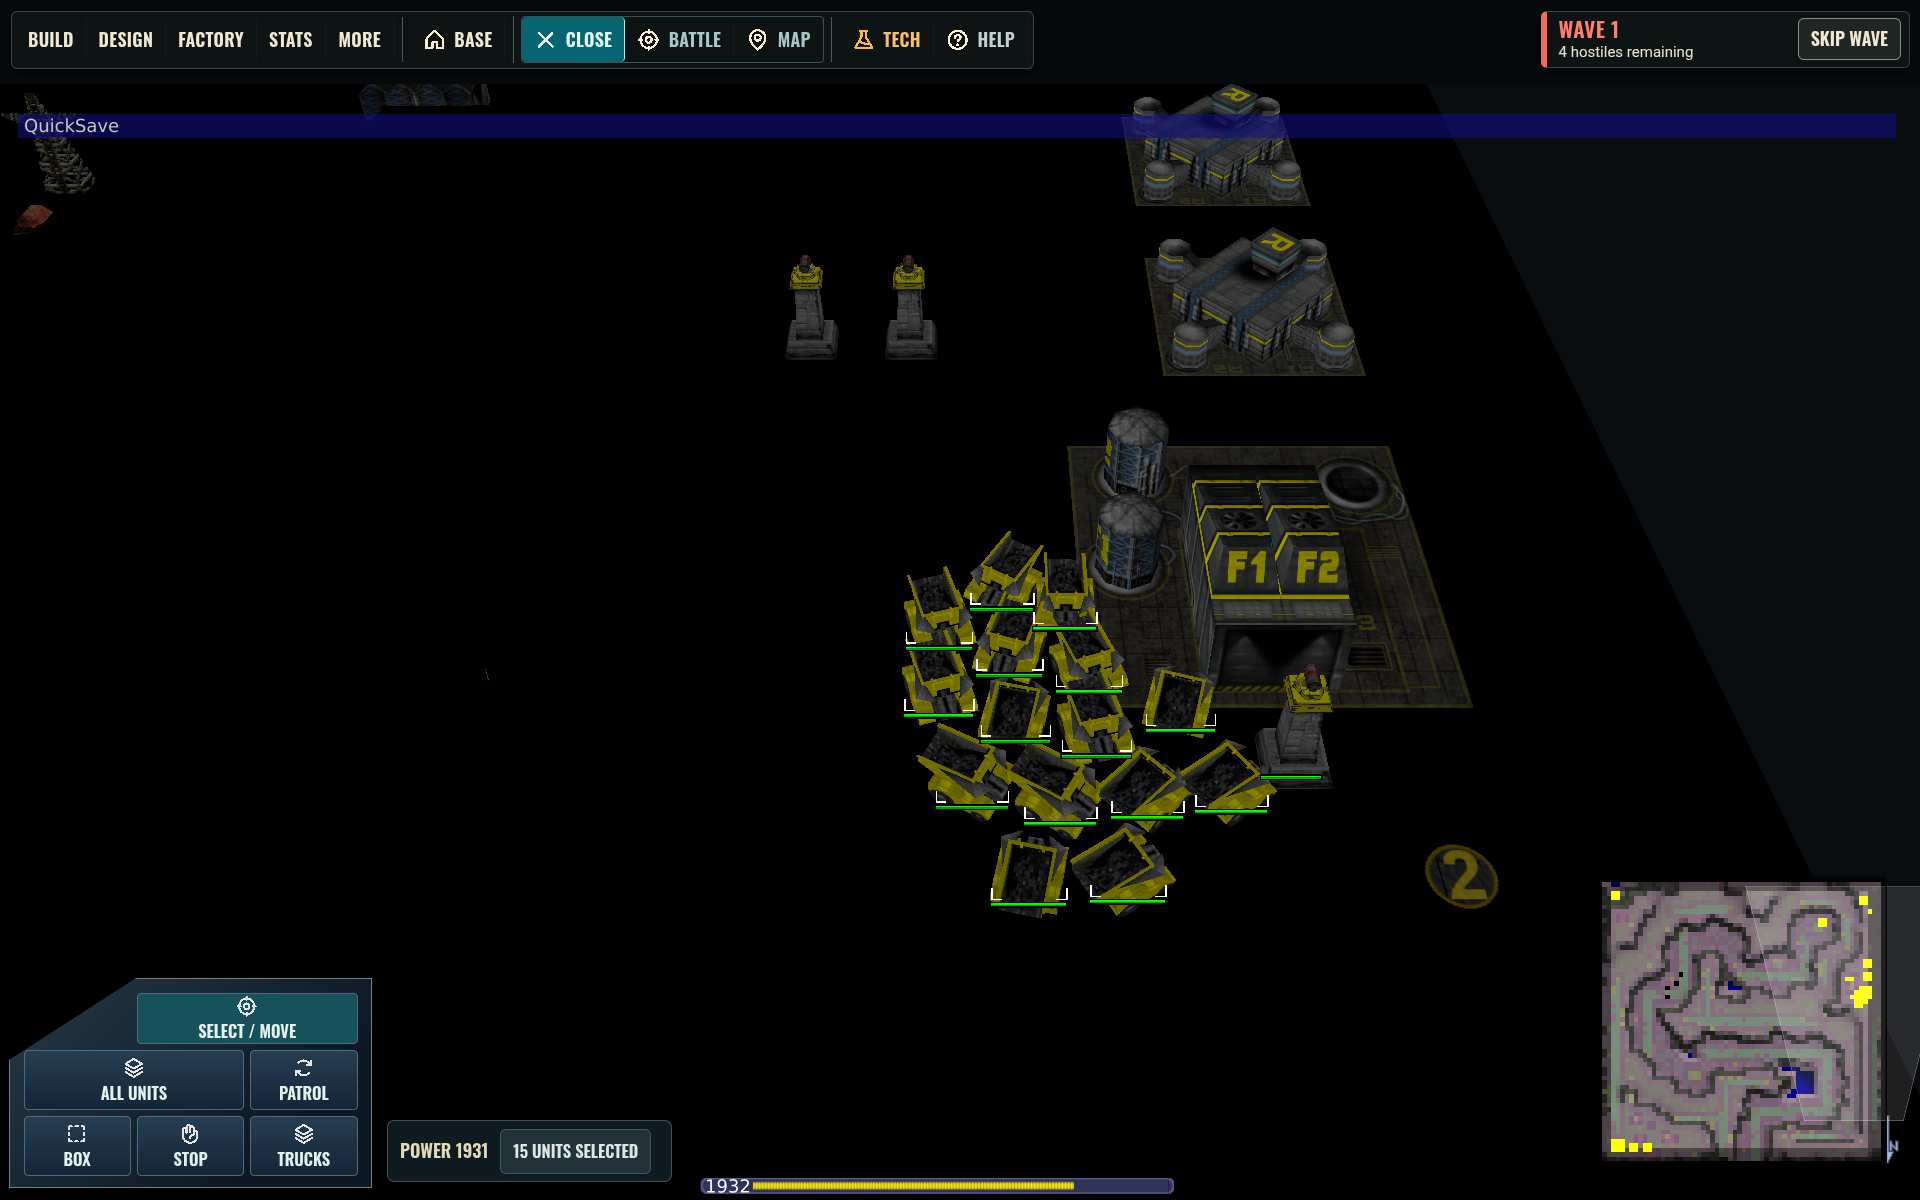 BUILD DESIGN FACTORY STATS MORE BASE CLOSE BATTLE MAP TECH HELP
WAVE 1
4 hostiles remaining
SKIP WAVE
QuickSave
R
R
F1 F2
3
2
SELECT / MOVE
ALL UNITS PATROL
BOX STOP TRUCKS
POWER 1931 15 UNITS SELECTED
1932
N